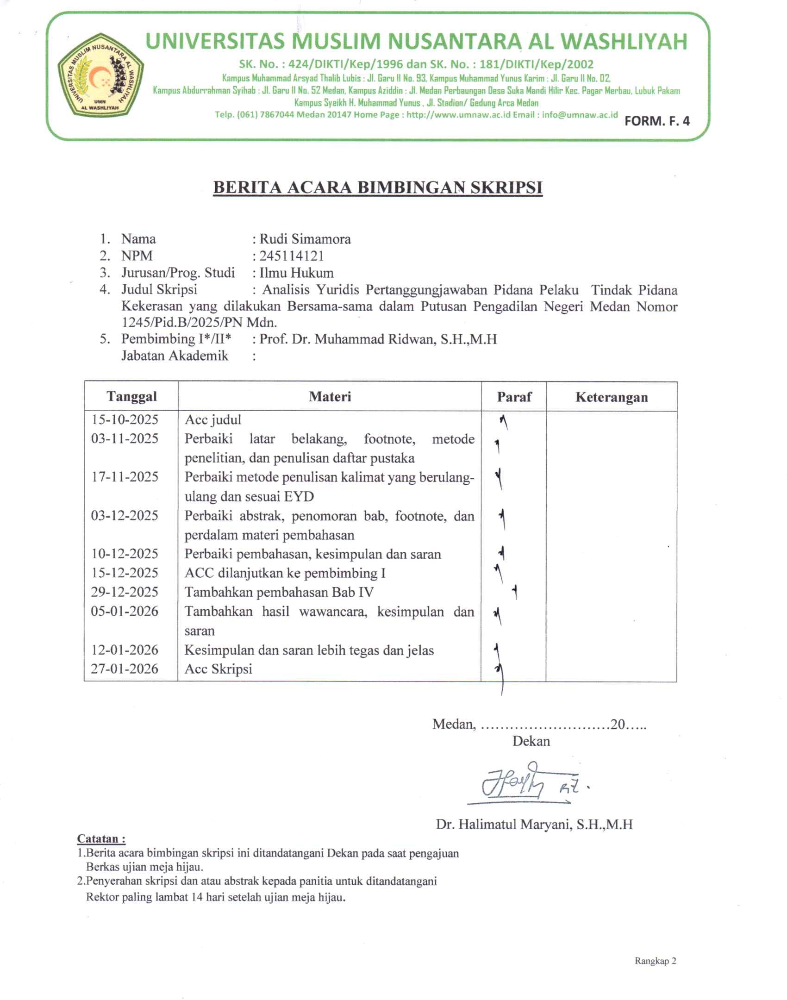 UNIVERSITAS MUSLIM NUSANTARA AL WASHLIYAH
UMN
AL WASHLIYAH
UNIVERSITAS MUSLIM NUSANTARA AL WASHLIYAH
SK. No. : 424/DIKTI/Kep/1996 dan SK. No. : 181/DIKTI/Kep/2002
Kampus Muhammad Arsyad Thalib Lubis : Jl. Garu II No. 93, Kampus Muhammad Yunus Karim : Jl. Garu II No. 02,
Kampus Abdurrahman Syihab : Jl. Garu II No. 52 Medan, Kampus Aziddin : Jl. Medan Perbaungan Desa Suka Mandi Hilir Kec. Pagar Merbau, Lubuk Pakam
Kampus Syeikh H. Muhammad Yunus , Jl. Stadion/ Gedung Arca Medan
Telp. (061) 7867044 Medan 20147 Home Page : http://www.umnaw.ac.id Email : info@umnaw.ac.id
FORM. F. 4
BERITA ACARA BIMBINGAN SKRIPSI
1. Nama : Rudi Simamora
2. NPM : 245114121
3. Jurusan/Prog. Studi : Ilmu Hukum
4. Judul Skripsi : Analisis Yuridis Pertanggungjawaban Pidana Pelaku Tindak Pidana
Kekerasan yang dilakukan Bersama-sama dalam Putusan Pengadilan Negeri Medan Nomor
1245/Pid.B/2025/PN Mdn.
5. Pembimbing I*/II* : Prof. Dr. Muhammad Ridwan, S.H.,M.H
Jabatan Akademik :
Tanggal Materi Paraf Keterangan
15-10-2025 Acc judul
03-11-2025 Perbaiki latar belakang, footnote, metode
penelitian, dan penulisan daftar pustaka
17-11-2025 Perbaiki metode penulisan kalimat yang berulang-
ulang dan sesuai EYD
03-12-2025 Perbaiki abstrak, penomoran bab, footnote, dan
perdalam materi pembahasan
10-12-2025 Perbaiki pembahasan, kesimpulan dan saran
15-12-2025 ACC dilanjutkan ke pembimbing I
29-12-2025 Tambahkan pembahasan Bab IV
05-01-2026 Tambahkan hasil wawancara, kesimpulan dan
saran
12-01-2026 Kesimpulan dan saran lebih tegas dan jelas
27-01-2026 Acc Skripsi
Medan, ………………………20…..
Dekan
Dr. Halimatul Maryani, S.H.,M.H
Catatan :
1.Berita acara bimbingan skripsi ini ditandatangani Dekan pada saat pengajuan
Berkas ujian meja hijau.
2.Penyerahan skripsi dan atau abstrak kepada panitia untuk ditandatangani
Rektor paling lambat 14 hari setelah ujian meja hijau.
Rangkap 2